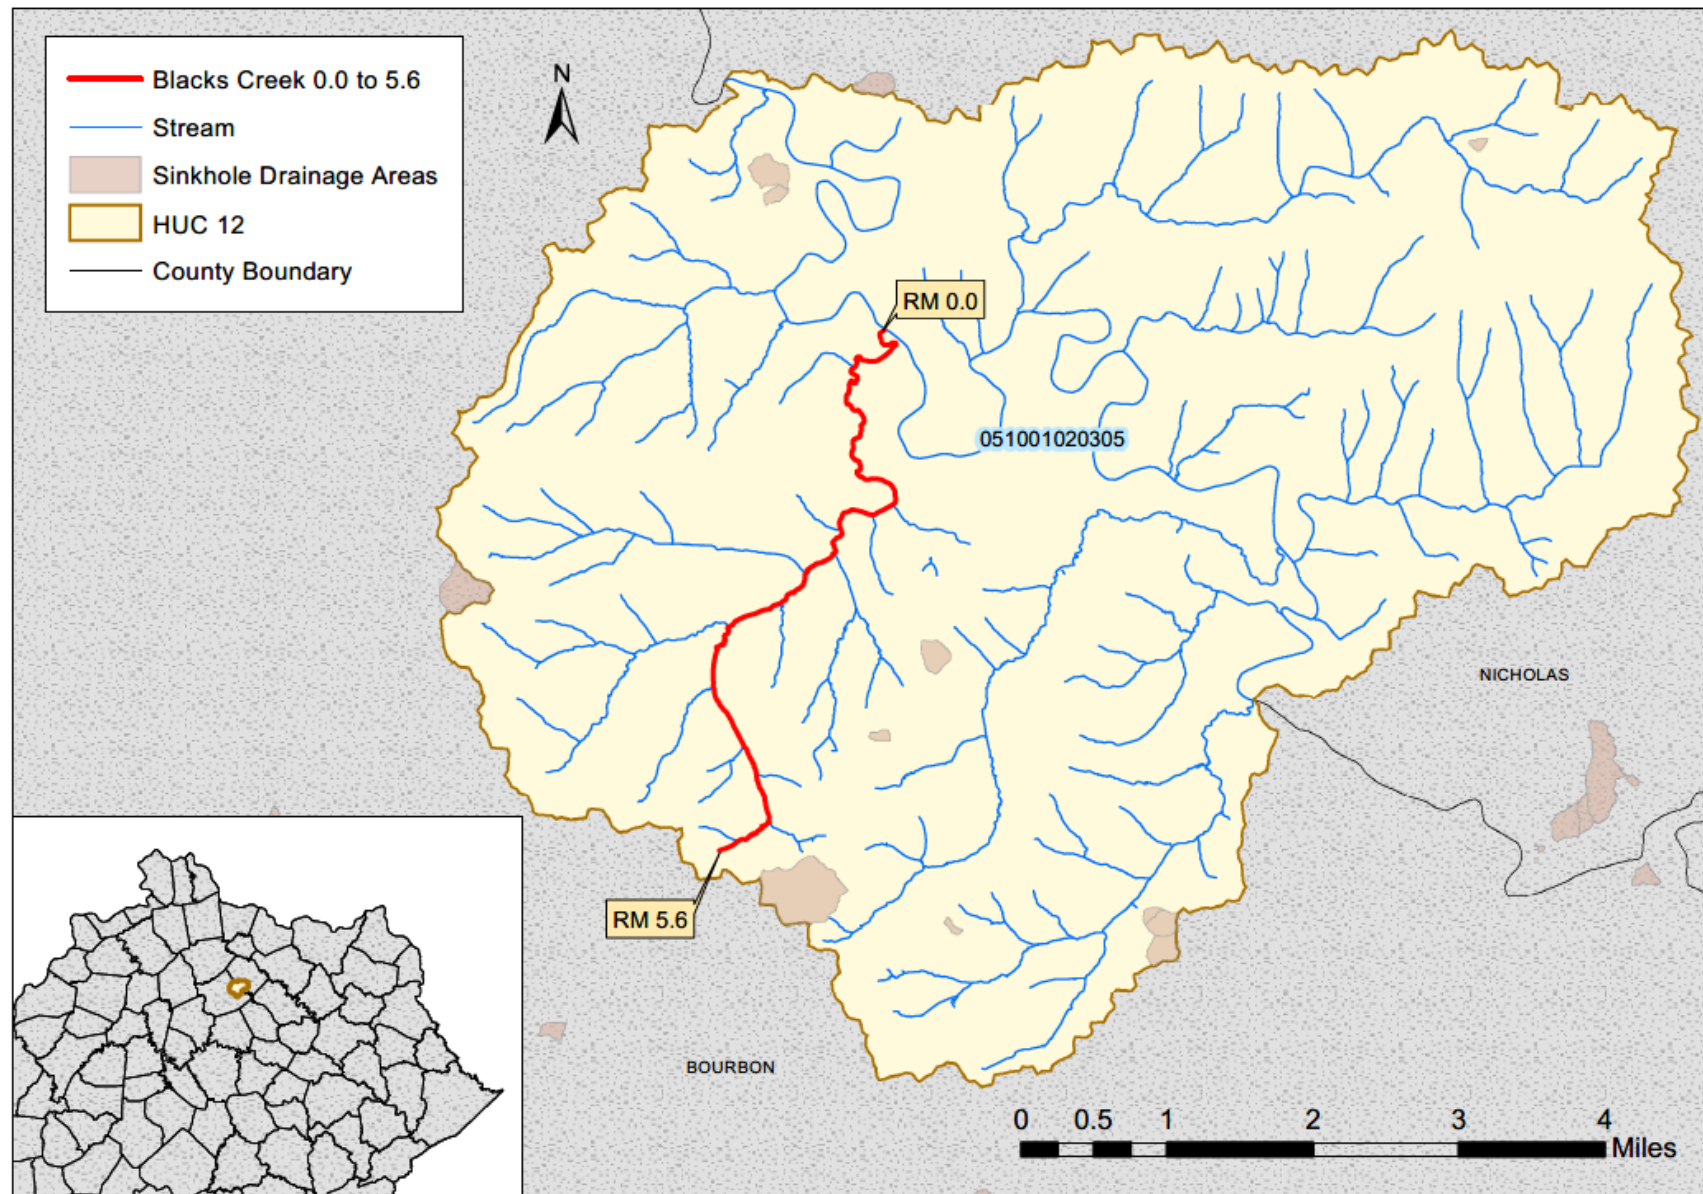 Blacks Creek 0.0 to 5.6
Stream
Sinkhole Drainage Areas
HUC 12
County Boundary
N
RM 0.0
051001020305
NICHOLAS
RM 5.6
BOURBON
0 0.5 1 2 3 4
Miles